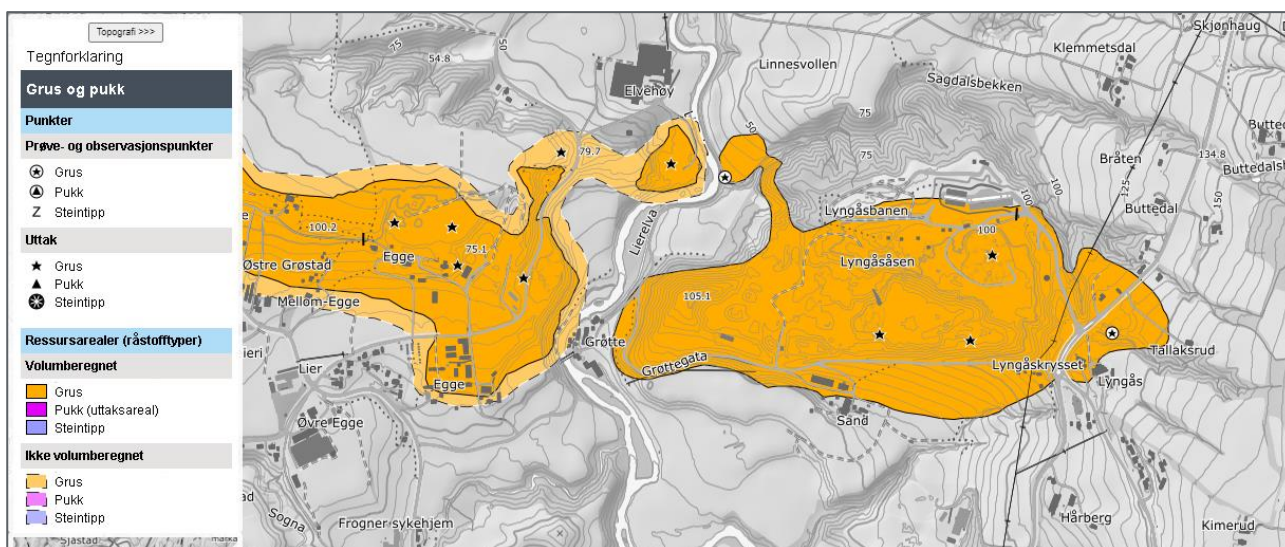 Topografi >>>
Tegnforklaring
Grus og pukk
Punkter
Prøve- og observasjonspunkter
Grus
Pukk
Z Steintipp
Uttak
Grus
Pukk
Steintipp
Ressursarealer (råstofftyper)
Volumberegnet
Grus
Pukk (uttaksareal)
Steintipp
Ikke volumberegnet
Grus
Pukk
Steintipp
Sjåstad
Skjønhaug
75
50
54.8
Linnesvollen
Klemmetsdal
Elvehøy
Sagdalsbekken
75
50
79.7
75
Bråten
134.8
100
125
Lyngåsbanen
100
Buttedal
150
100.2
75.1
Egge
Lierelva
100
Lyngåsåsen
Østre Grøstad
Mellom-Egge
105.1
Grøtte
Lier
Grøttegata
Lyngåskrysset
Tallaksrud
Egge
Lyngås
Øvre Egge
Sand
Sogna
Frogner sykehjem
Hårberg
Kimerud